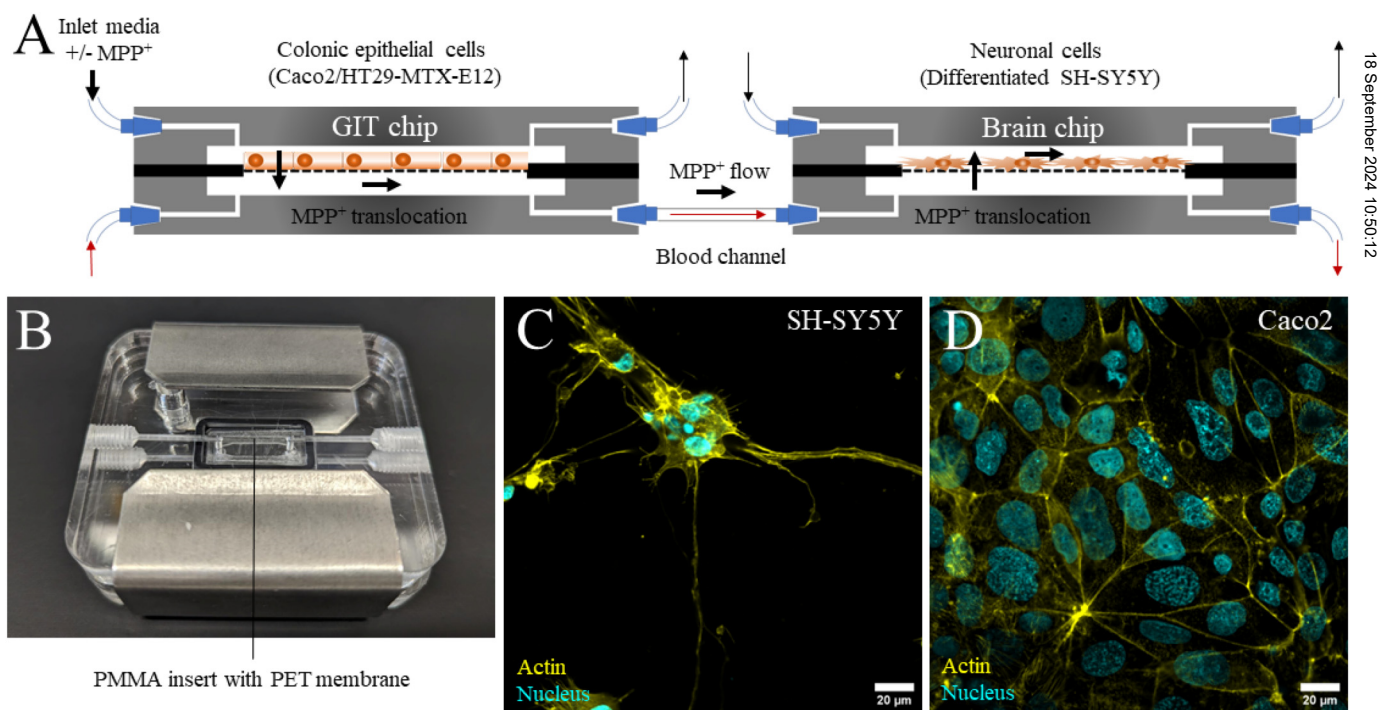 A
Inlet media
+/- MPP⁺
Colonic epithelial cells
(Caco2/HT29-MTX-E12)
Neuronal cells
(Differentiated SH-SY5Y)
GIT chip
Brain chip
MPP⁺ flow
MPP⁺ translocation
MPP⁺ translocation
Blood channel
18 September 2024 10:50:12
B
PMMA insert with PET membrane
C
SH-SY5Y
Actin
Nucleus
20 µm
D
Caco2
Actin
Nucleus
20 µm